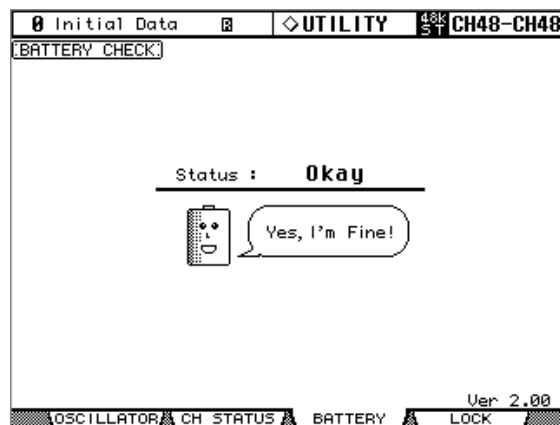 0 Initial Data R ◇UTILITY 48K ST CH48-CH48
BATTERY CHECK
Status : Okay
Yes, I'm Fine!
Ver 2.00
OSCILLATOR CH STATUS BATTERY LOCK